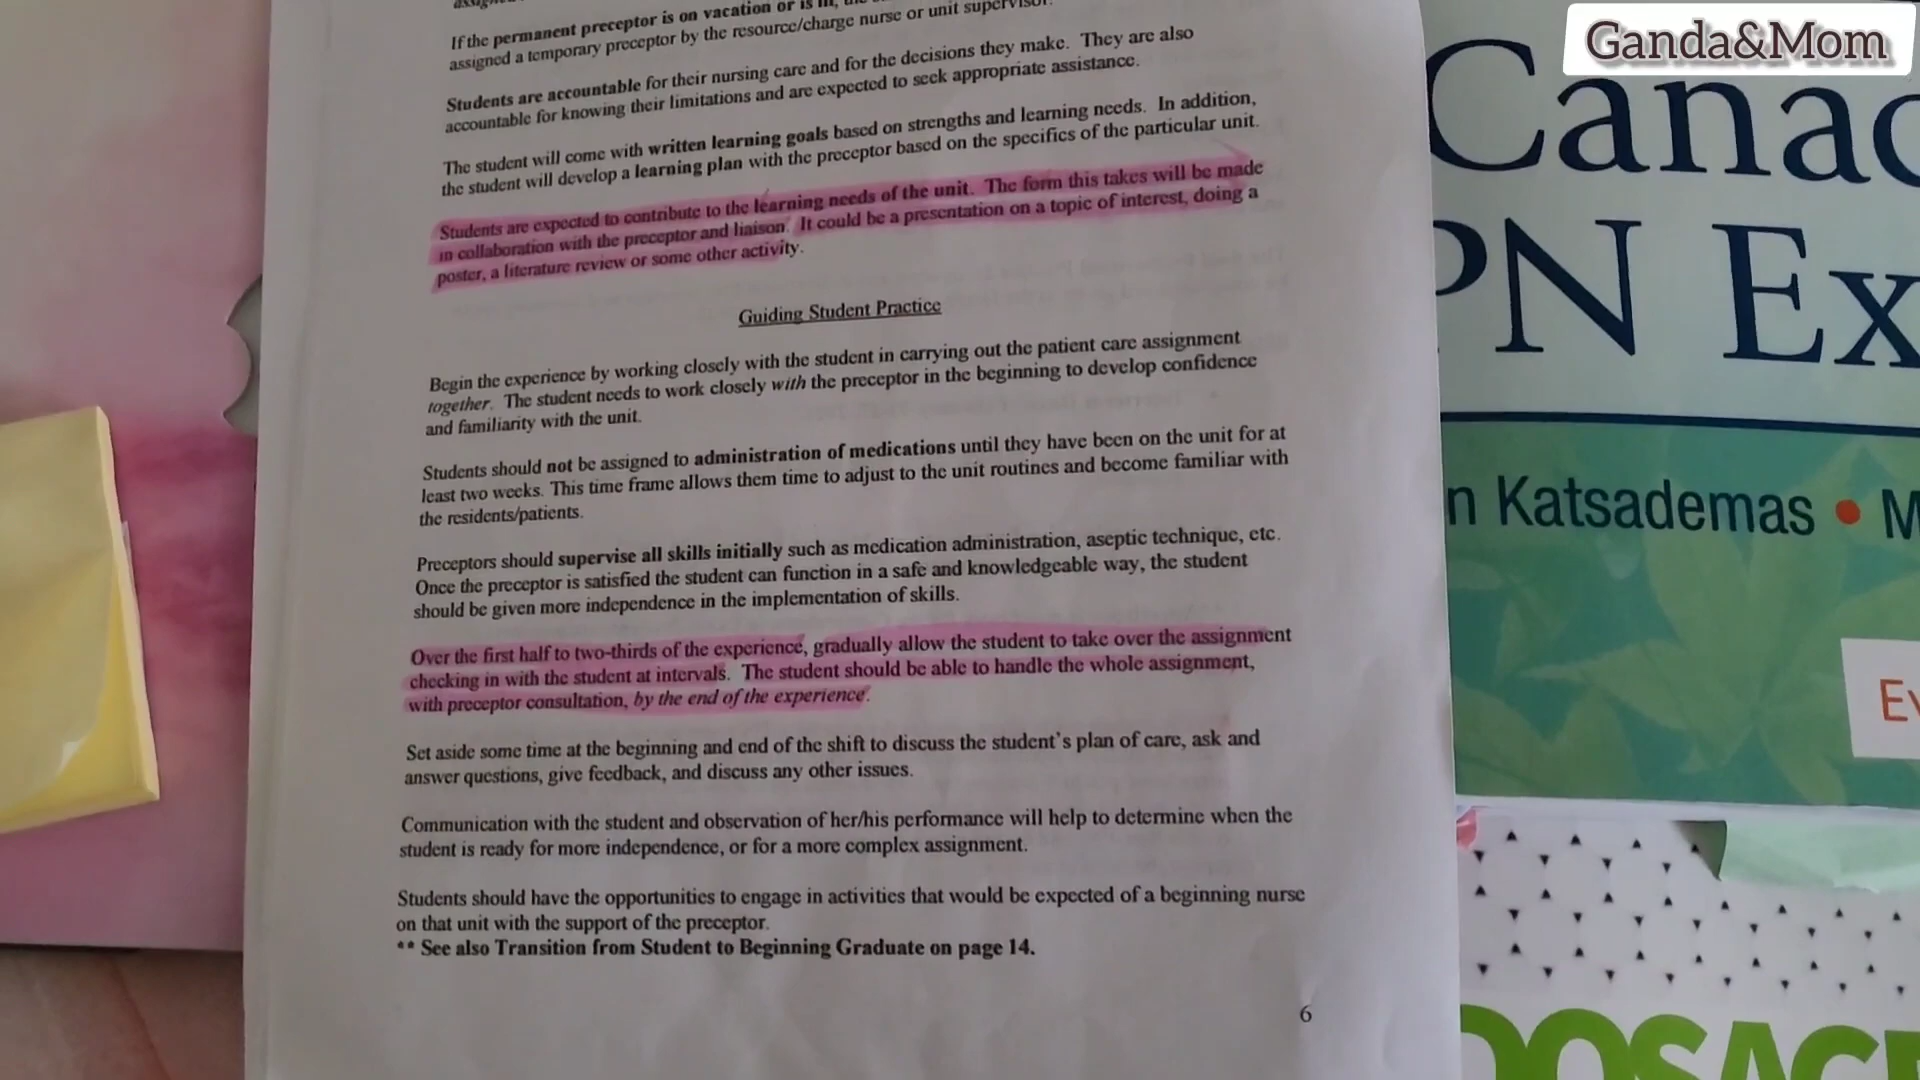 If the permanent preceptor is on vacation or is ill, the
assigned a temporary preceptor by the resource/charge nurse or unit supervisor.
Students are accountable for their nursing care and for the decisions they make. They are also
accountable for knowing their limitations and are expected to seek appropriate assistance.
The student will come with written learning goals based on strengths and learning needs. In addition,
the student will develop a learning plan with the preceptor based on the specifics of the particular unit.
Students are expected to contribute to the learning needs of the unit. The form this takes will be made
in collaboration with the preceptor and liaison. It could be a presentation on a topic of interest, doing a
poster, a literature review or some other activity.
Guiding Student Practice
Begin the experience by working closely with the student in carrying out the patient care assignment
together. The student needs to work closely with the preceptor in the beginning to develop confidence
and familiarity with the unit.
Students should not be assigned to administration of medications until they have been on the unit for at
least two weeks. This time frame allows them time to adjust to the unit routines and become familiar with
the residents/patients.
Preceptors should supervise all skills initially such as medication administration, aseptic technique, etc.
Once the preceptor is satisfied the student can function in a safe and knowledgeable way, the student
should be given more independence in the implementation of skills.
Over the first half to two-thirds of the experience, gradually allow the student to take over the assignment
checking in with the student at intervals. The student should be able to handle the whole assignment,
with preceptor consultation, by the end of the experience.
Set aside some time at the beginning and end of the shift to discuss the student's plan of care, ask and
answer questions, give feedback, and discuss any other issues.
Communication with the student and observation of her/his performance will help to determine when the
student is ready for more independence, or for a more complex assignment.
Students should have the opportunities to engage in activities that would be expected of a beginning nurse
on that unit with the support of the preceptor.
** See also Transition from Student to Beginning Graduate on page 14.
6
Ganda&Mom
Canad
PN Ex
n Katsademas • M
Ev
DOSAGE